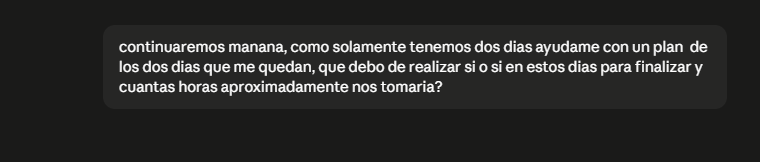 continuaremos manana, como solamente tenemos dos dias ayudame con un plan de
los dos dias que me quedan, que debo de realizar si o si en estos dias para finalizar y
cuantas horas aproximadamente nos tomaria?